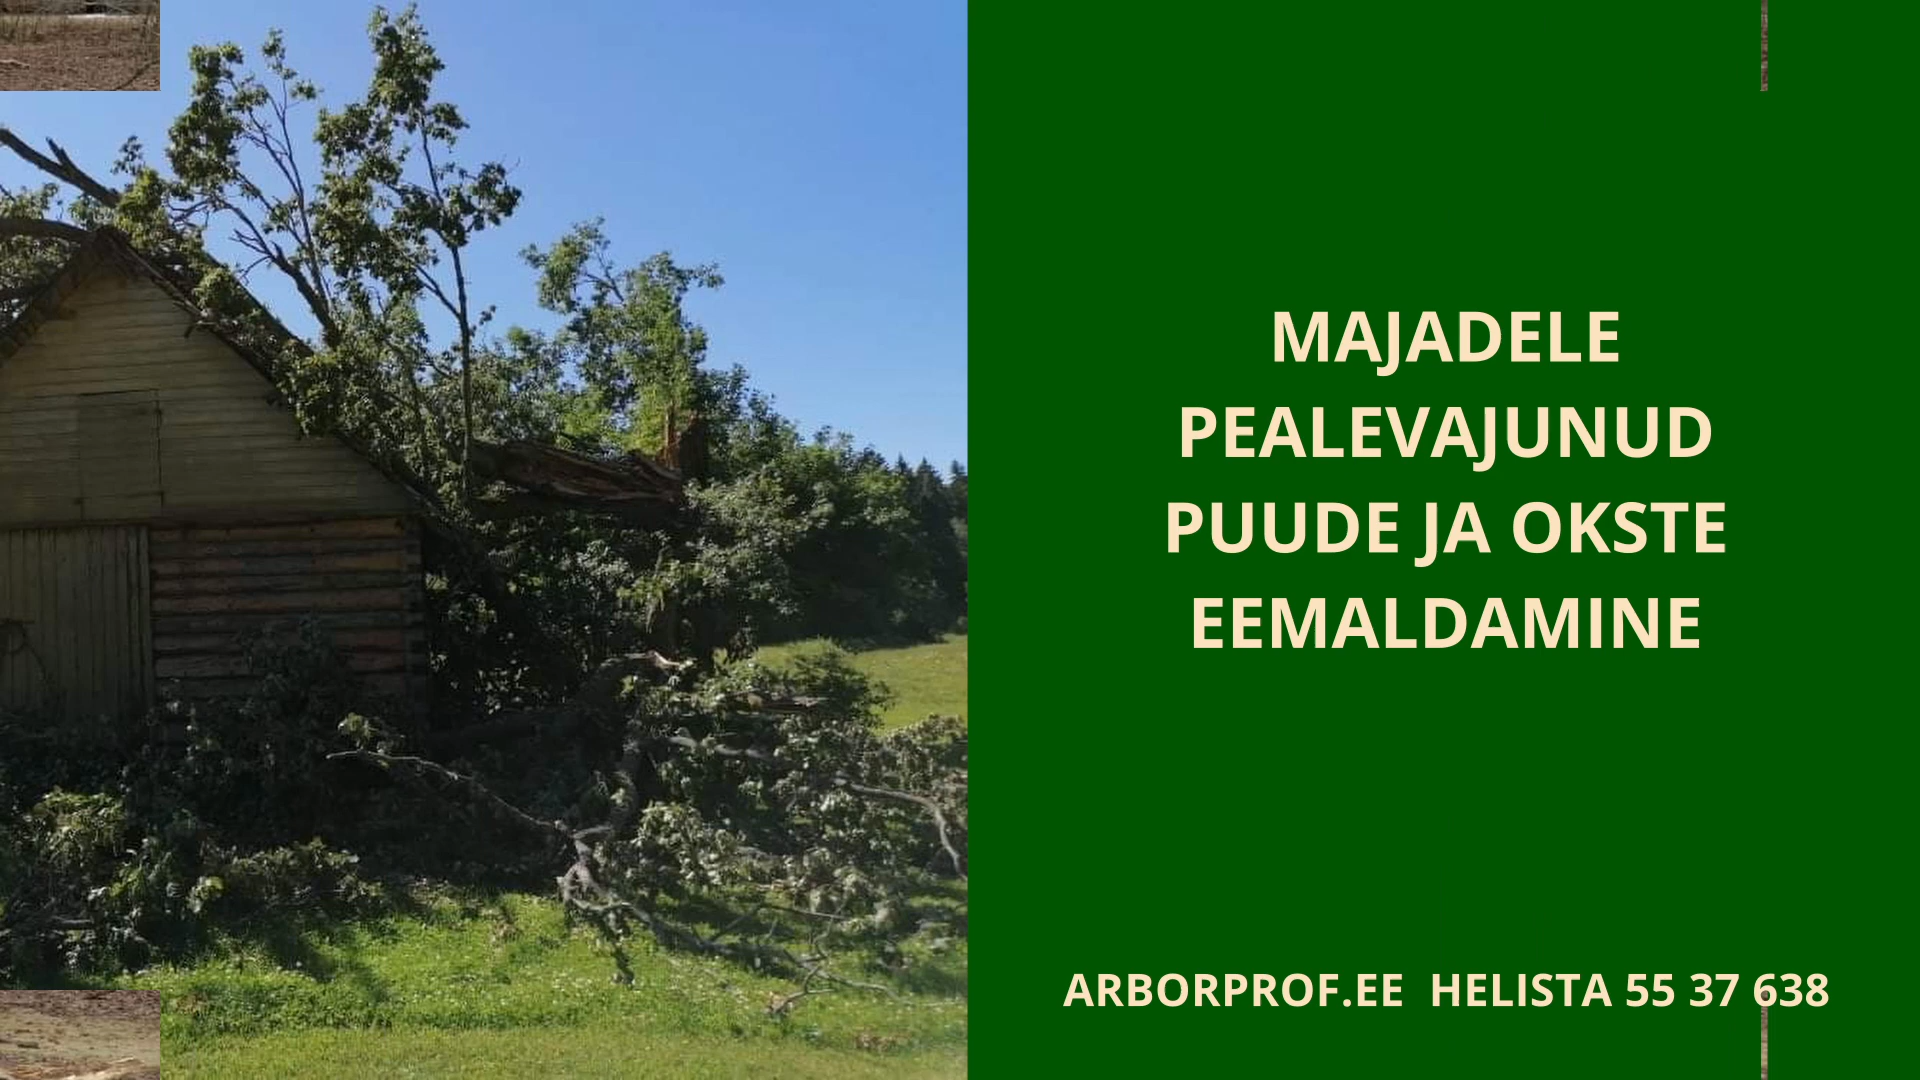 MAJADELE
PEALEVAJUNUD
PUUDE JA OKSTE
EEMALDAMINE
ARBORPROF.EE HELISTA 55 37 638